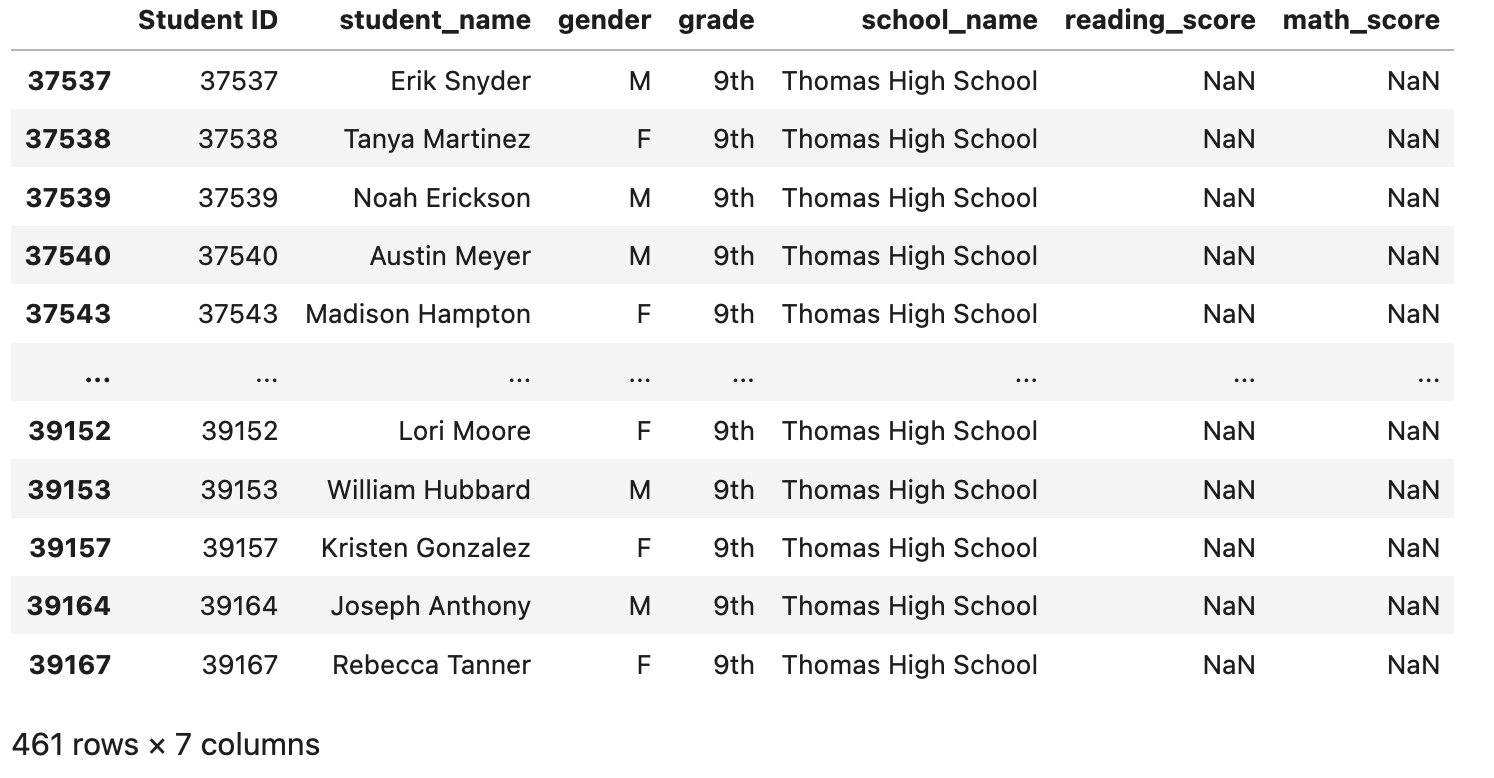 Student ID student_name gender grade school_name reading_score math_score
37537 37537 Erik Snyder M 9th Thomas High School NaN NaN
37538 37538 Tanya Martinez F 9th Thomas High School NaN NaN
37539 37539 Noah Erickson M 9th Thomas High School NaN NaN
37540 37540 Austin Meyer M 9th Thomas High School NaN NaN
37543 37543 Madison Hampton F 9th Thomas High School NaN NaN
... ... ... ... ... ... ... ...
39152 39152 Lori Moore F 9th Thomas High School NaN NaN
39153 39153 William Hubbard M 9th Thomas High School NaN NaN
39157 39157 Kristen Gonzalez F 9th Thomas High School NaN NaN
39164 39164 Joseph Anthony M 9th Thomas High School NaN NaN
39167 39167 Rebecca Tanner F 9th Thomas High School NaN NaN
461 rows × 7 columns